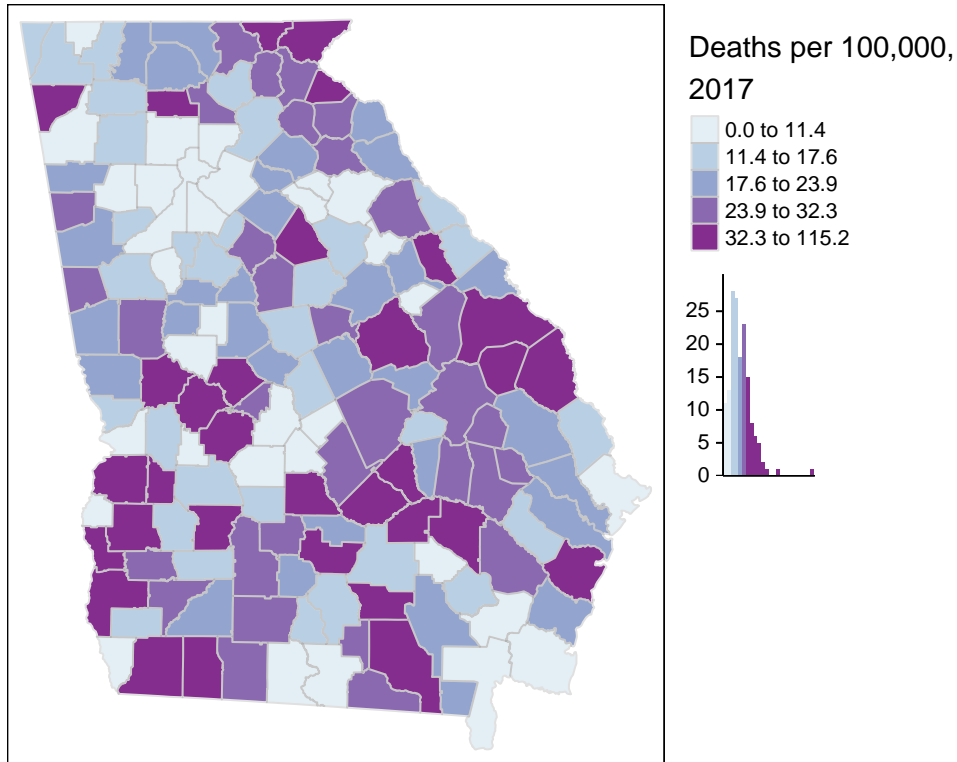 Deaths per 100,000,
2017
0.0 to 11.4
11.4 to 17.6
17.6 to 23.9
23.9 to 32.3
32.3 to 115.2
25
20
15
10
5
0